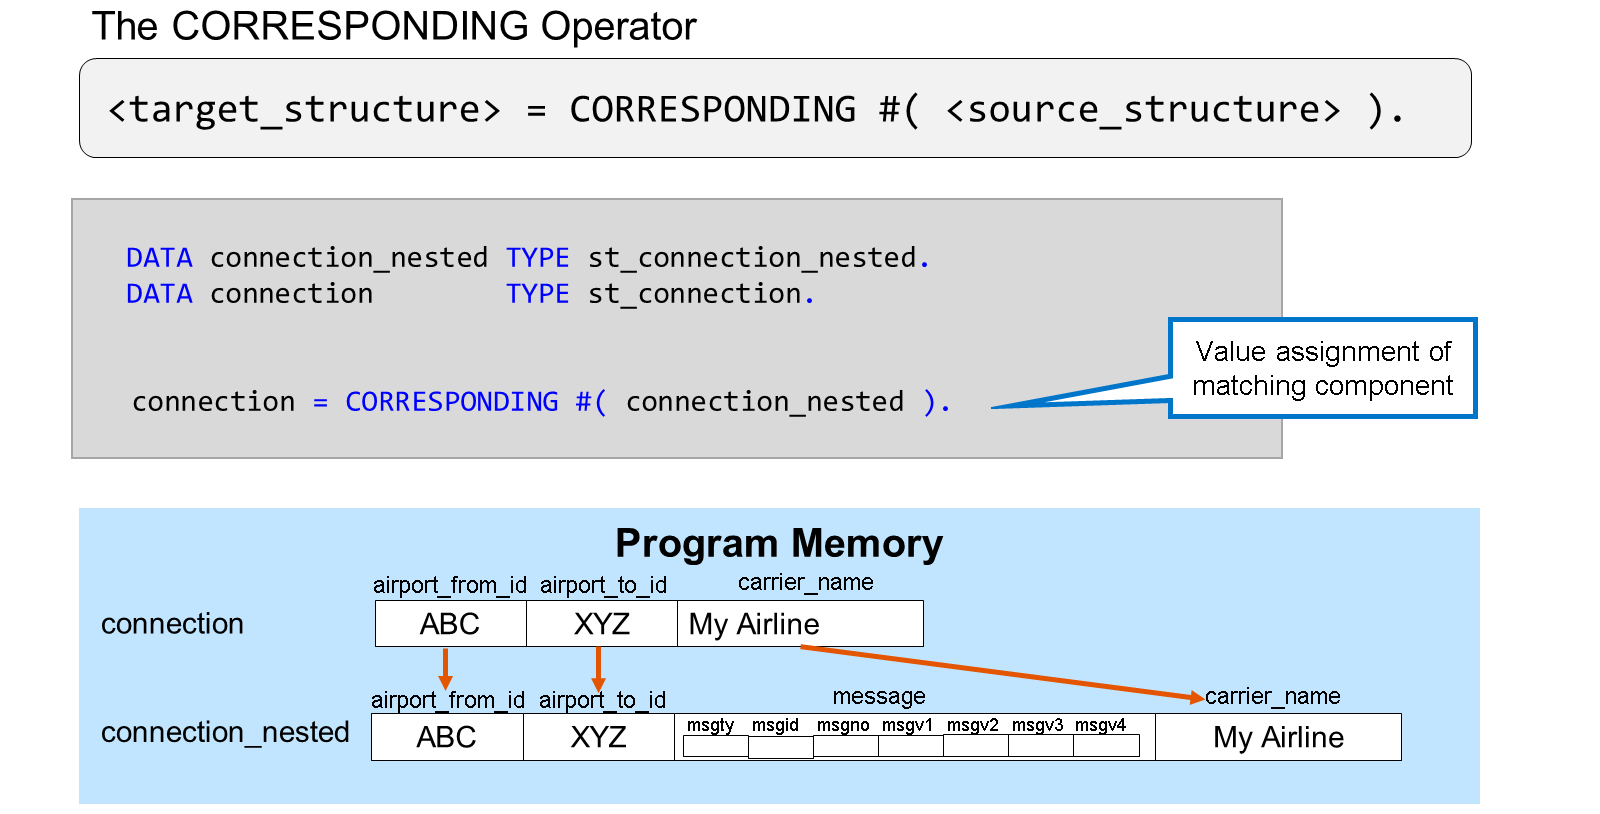 The CORRESPONDING Operator
<target_structure> = CORRESPONDING #( <source_structure> ).
DATA connection_nested TYPE st_connection_nested.
DATA connection TYPE st_connection.
connection = CORRESPONDING #( connection_nested ).
Value assignment of
matching component
Program Memory
airport_from_id airport_to_id carrier_name
connection ABC XYZ My Airline
airport_from_id airport_to_id message carrier_name
msgty msgid msgno msgv1 msgv2 msgv3 msgv4
connection_nested ABC XYZ My Airline